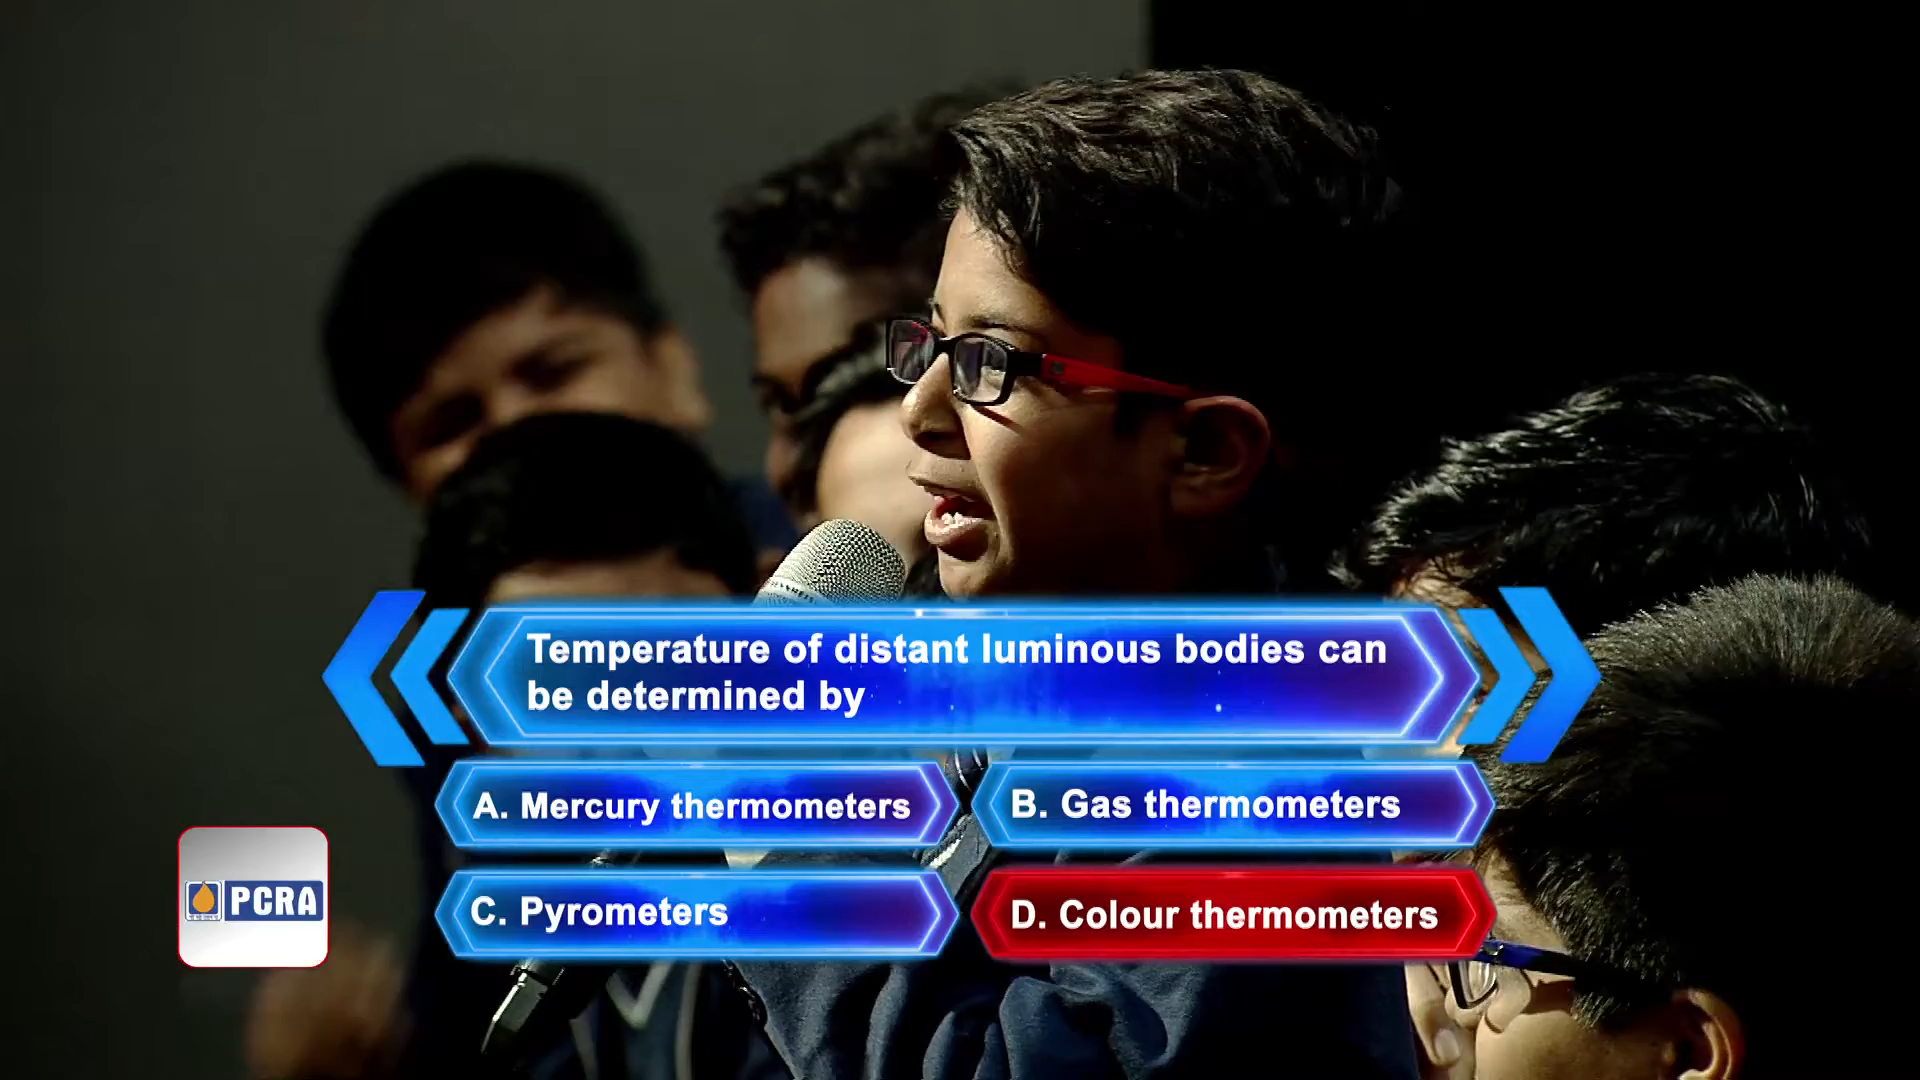 Temperature of distant luminous bodies can
be determined by
A. Mercury thermometers
B. Gas thermometers
C. Pyrometers
D. Colour thermometers
PCRA